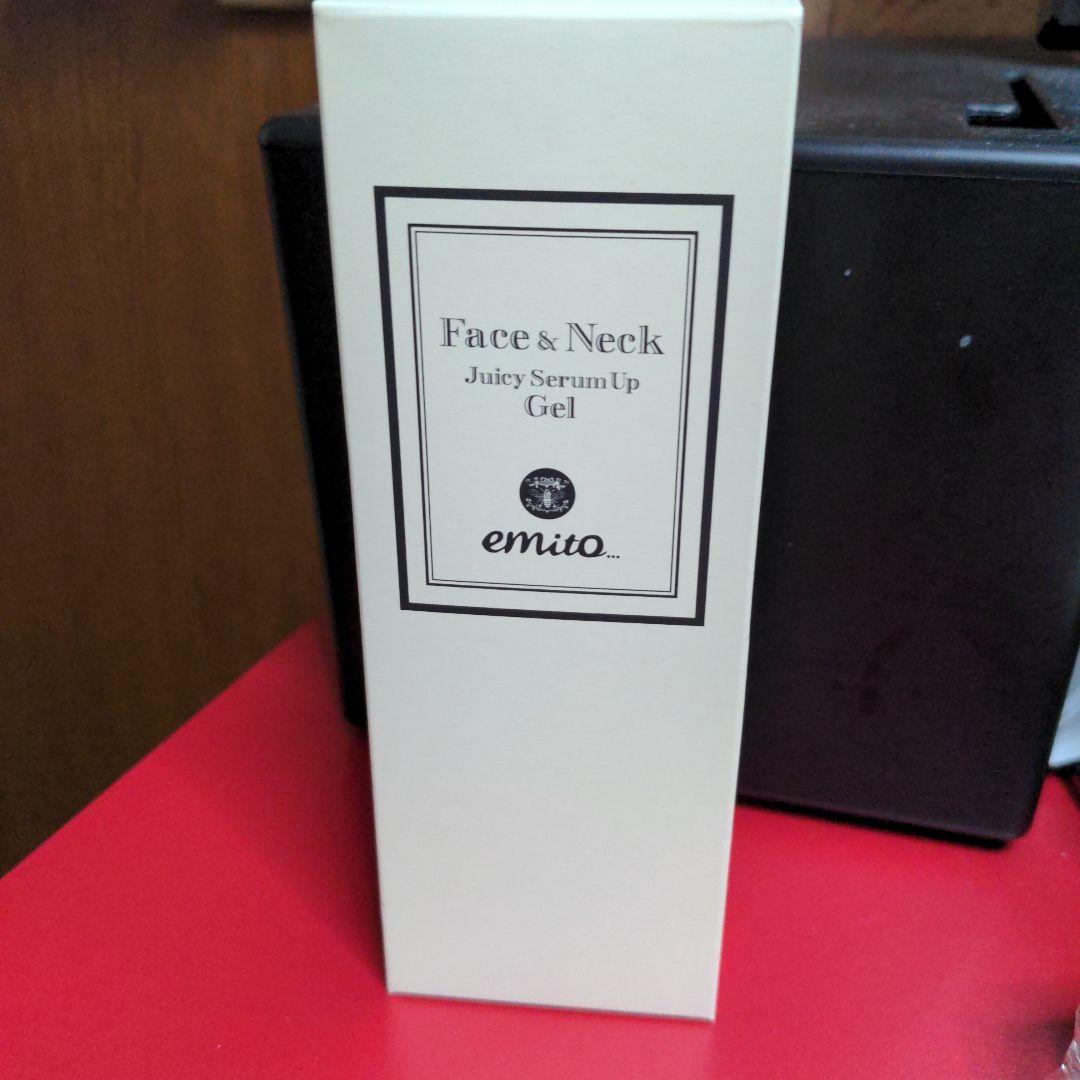 Face & Neck
Juicy Serum Up
Gel
emito...